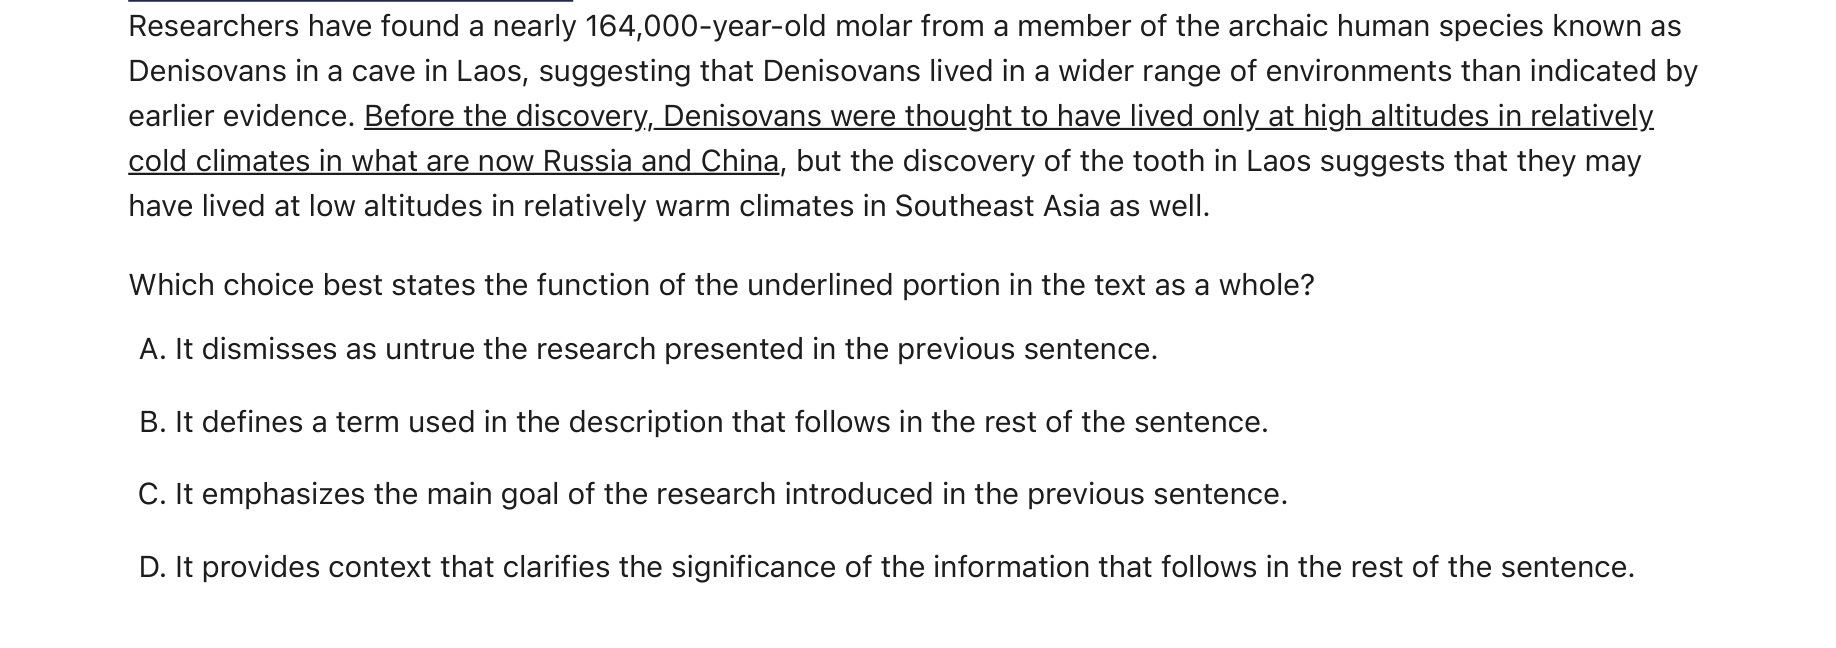 Researchers have found a nearly 164,000-year-old molar from a member of the archaic human species known as
Denisovans in a cave in Laos, suggesting that Denisovans lived in a wider range of environments than indicated by
earlier evidence. Before the discovery, Denisovans were thought to have lived only at high altitudes in relatively
cold climates in what are now Russia and China, but the discovery of the tooth in Laos suggests that they may
have lived at low altitudes in relatively warm climates in Southeast Asia as well.
Which choice best states the function of the underlined portion in the text as a whole?
A. It dismisses as untrue the research presented in the previous sentence.
B. It defines a term used in the description that follows in the rest of the sentence.
C. It emphasizes the main goal of the research introduced in the previous sentence.
D. It provides context that clarifies the significance of the information that follows in the rest of the sentence.